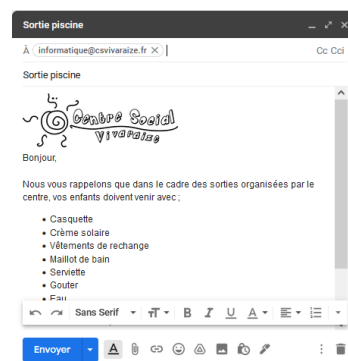 Sortie piscine
À informatique@csvivaraize.fr Cc Cci
Sortie piscine
Centre Social
Vivaraize
Bonjour,
Nous vous rappelons que dans le cadre des sorties organisées par le
centre, vos enfants doivent venir avec ;
Casquette
Crème solaire
Vêtements de rechange
Maillot de bain
Serviette
Gouter
Eau
Sans Serif
Envoyer